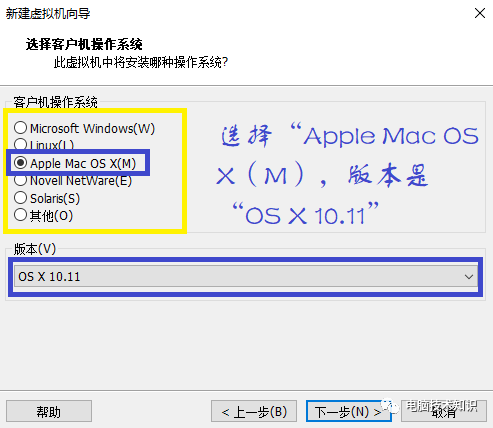 新建虚拟机向导
选择客户机操作系统
此虚拟机中将安装哪种操作系统?
客户机操作系统
Microsoft Windows(W)
Linux(L)
Apple Mac OS X(M)
Novell NetWare(E)
Solaris(S)
其他(O)
选择“Apple Mac OS
X(M),版本是
“OS X 10.11”
版本(V)
OS X 10.11
帮助
< 上一步(B)
下一步(N) >
取消
电脑技术知识